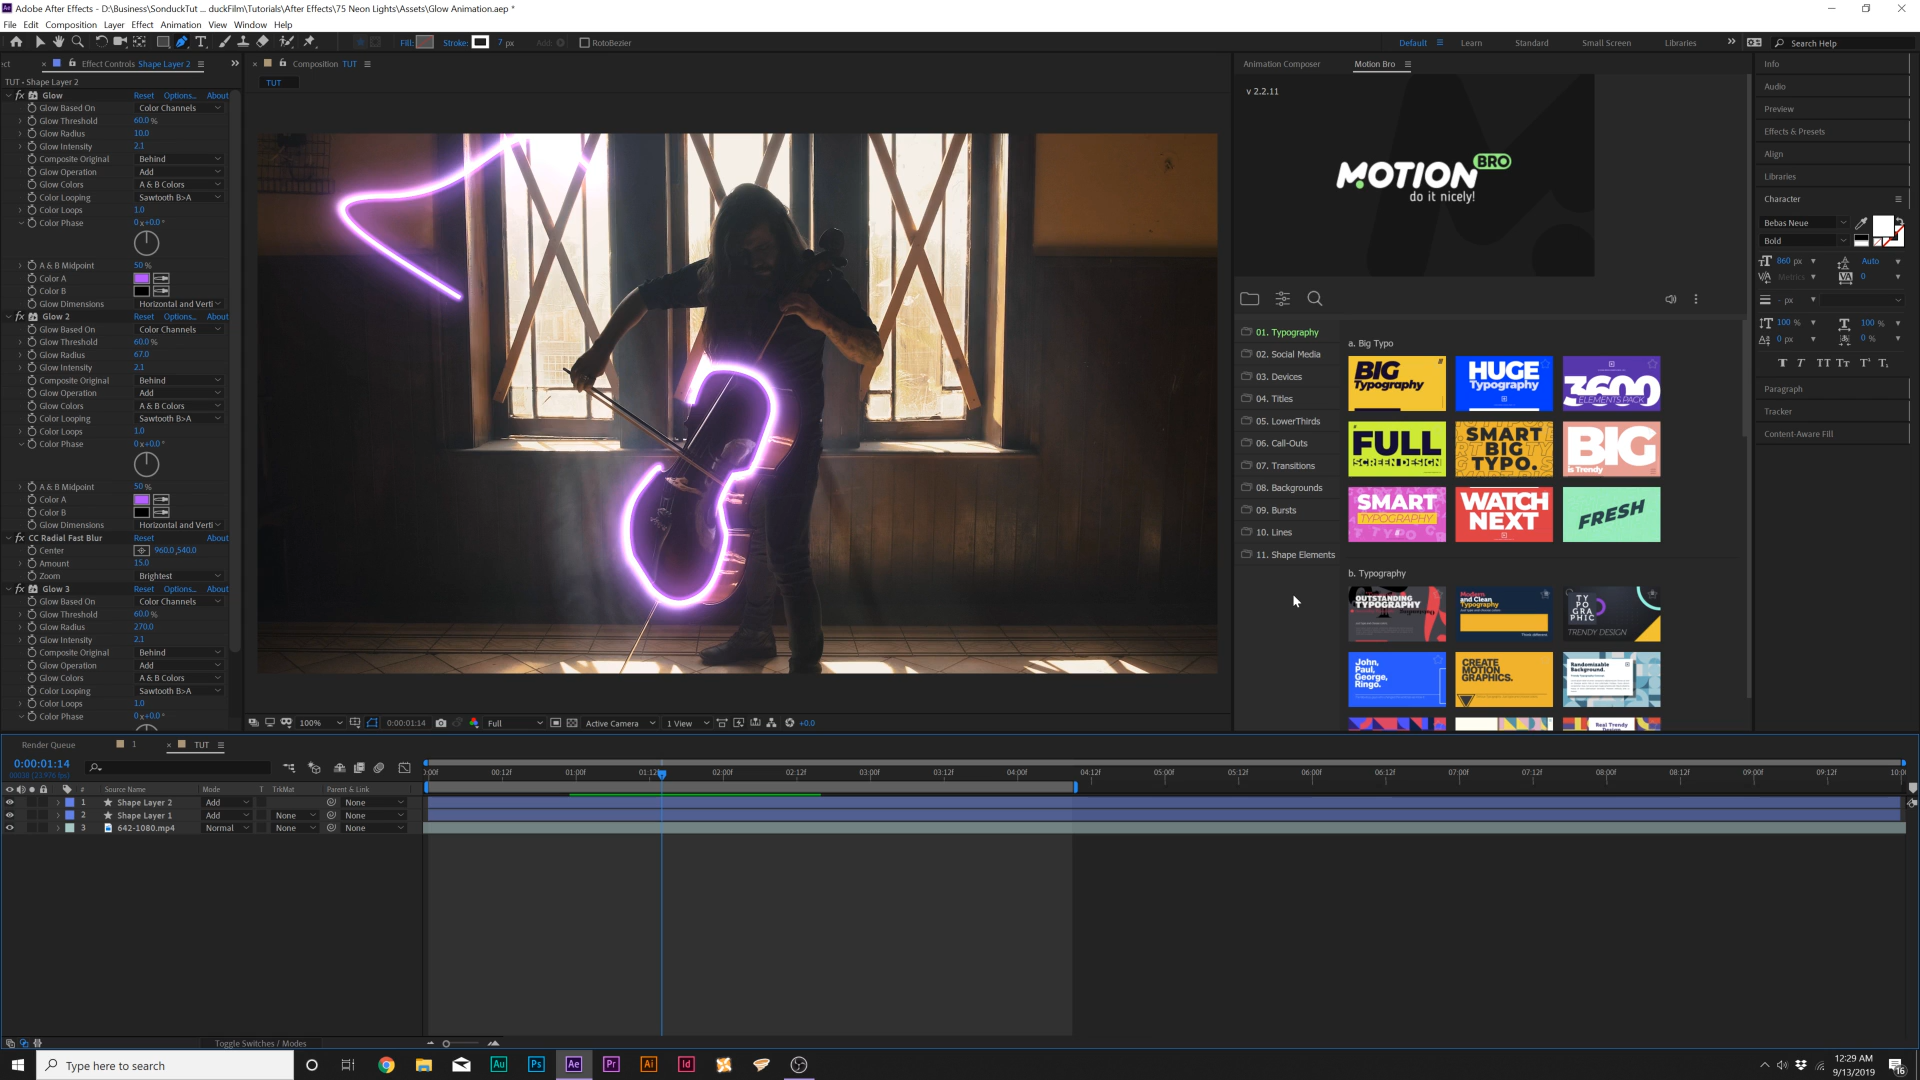 Adobe After Effects - D:\Business\SonduckTut ... duckFilm\Tutorials\After Effects\75 Neon Lights\Assets\Glow Animation.aep *
File Edit Composition Layer Effect Animation View Window Help
Fill: Stroke: 7 px Add: RotoBezier
Default Learn Standard Small Screen Libraries Search Help
Effect Controls Shape Layer 2
TUT • Shape Layer 2
Glow Reset Options... About
Glow Based On Color Channels
Glow Threshold 60.0 %
Glow Radius 10.0
Glow Intensity 2.1
Composite Original Behind
Glow Operation Add
Glow Colors A & B Colors
Color Looping Sawtooth B>A
Color Loops 1.0
Color Phase 0 x+0.0 °
A & B Midpoint 50 %
Color A
Color B
Glow Dimensions Horizontal and Verti
Glow 2 Reset Options... About
Glow Based On Color Channels
Glow Threshold 60.0 %
Glow Radius 67.0
Glow Intensity 2.1
Composite Original Behind
Glow Operation Add
Glow Colors A & B Colors
Color Looping Sawtooth B>A
Color Loops 1.0
Color Phase 0 x+0.0 °
A & B Midpoint 50 %
Color A
Color B
Glow Dimensions Horizontal and Verti
CC Radial Fast Blur Reset About
Center 960.0,540.0
Amount 15.0
Zoom Brightest
Glow 3 Reset Options... About
Glow Based On Color Channels
Glow Threshold 60.0 %
Glow Radius 270.0
Glow Intensity 2.1
Composite Original Behind
Glow Operation Add
Glow Colors A & B Colors
Color Looping Sawtooth B>A
Color Loops 1.0
Color Phase 0 x+0.0 °
Composition TUT
TUT
100% 0:00:01:14 Full Active Camera 1 View +0.0
Animation Composer Motion Bro
v 2.2.11
MOTION BRO
do it nicely!
01. Typography
02. Social Media
03. Devices
04. Titles
05. LowerThirds
06. Call-Outs
07. Transitions
08. Backgrounds
09. Bursts
10. Lines
11. Shape Elements
a. Big Typo
BIG Typography
HUGE Typography
3600 ELEMENTS PACK
FULL SCREEN DESIGN
SMART BIG TYPO.
BIG is Trendy
SMART TYPOGRAPHY
WATCH NEXT
FRESH
b. Typography
OUTSTANDING TYPOGRAPHY
Modern and Clean Typography
TYPOGRAPHIC TRENDY DESIGN
John, Paul, George, Ringo.
CREATE MOTION GRAPHICS.
Randomizable Background.
Real Trendy
Info
Audio
Preview
Effects & Presets
Align
Libraries
Character
Bebas Neue
Bold
860 px Auto
Metrics 0
- px
100 % 100 %
0 px 0 %
Paragraph
Tracker
Content-Aware Fill
Render Queue 1 TUT
0:00:01:14
:00f 00:12f 01:00f 01:12f 02:00f 02:12f 03:00f 03:12f 04:00f 04:12f 05:00f 05:12f 06:00f 06:12f 07:00f 07:12f 08:00f 08:12f 09:00f 09:12f 10:0
# Source Name Mode T TrkMat Parent & Link
1 Shape Layer 2 Add None
2 Shape Layer 1 Add None None
3 642-1080.mp4 Normal None None
Toggle Switches / Modes
Type here to search
Au Ps Ae Pr Ai Id
12:29 AM
9/13/2019
16